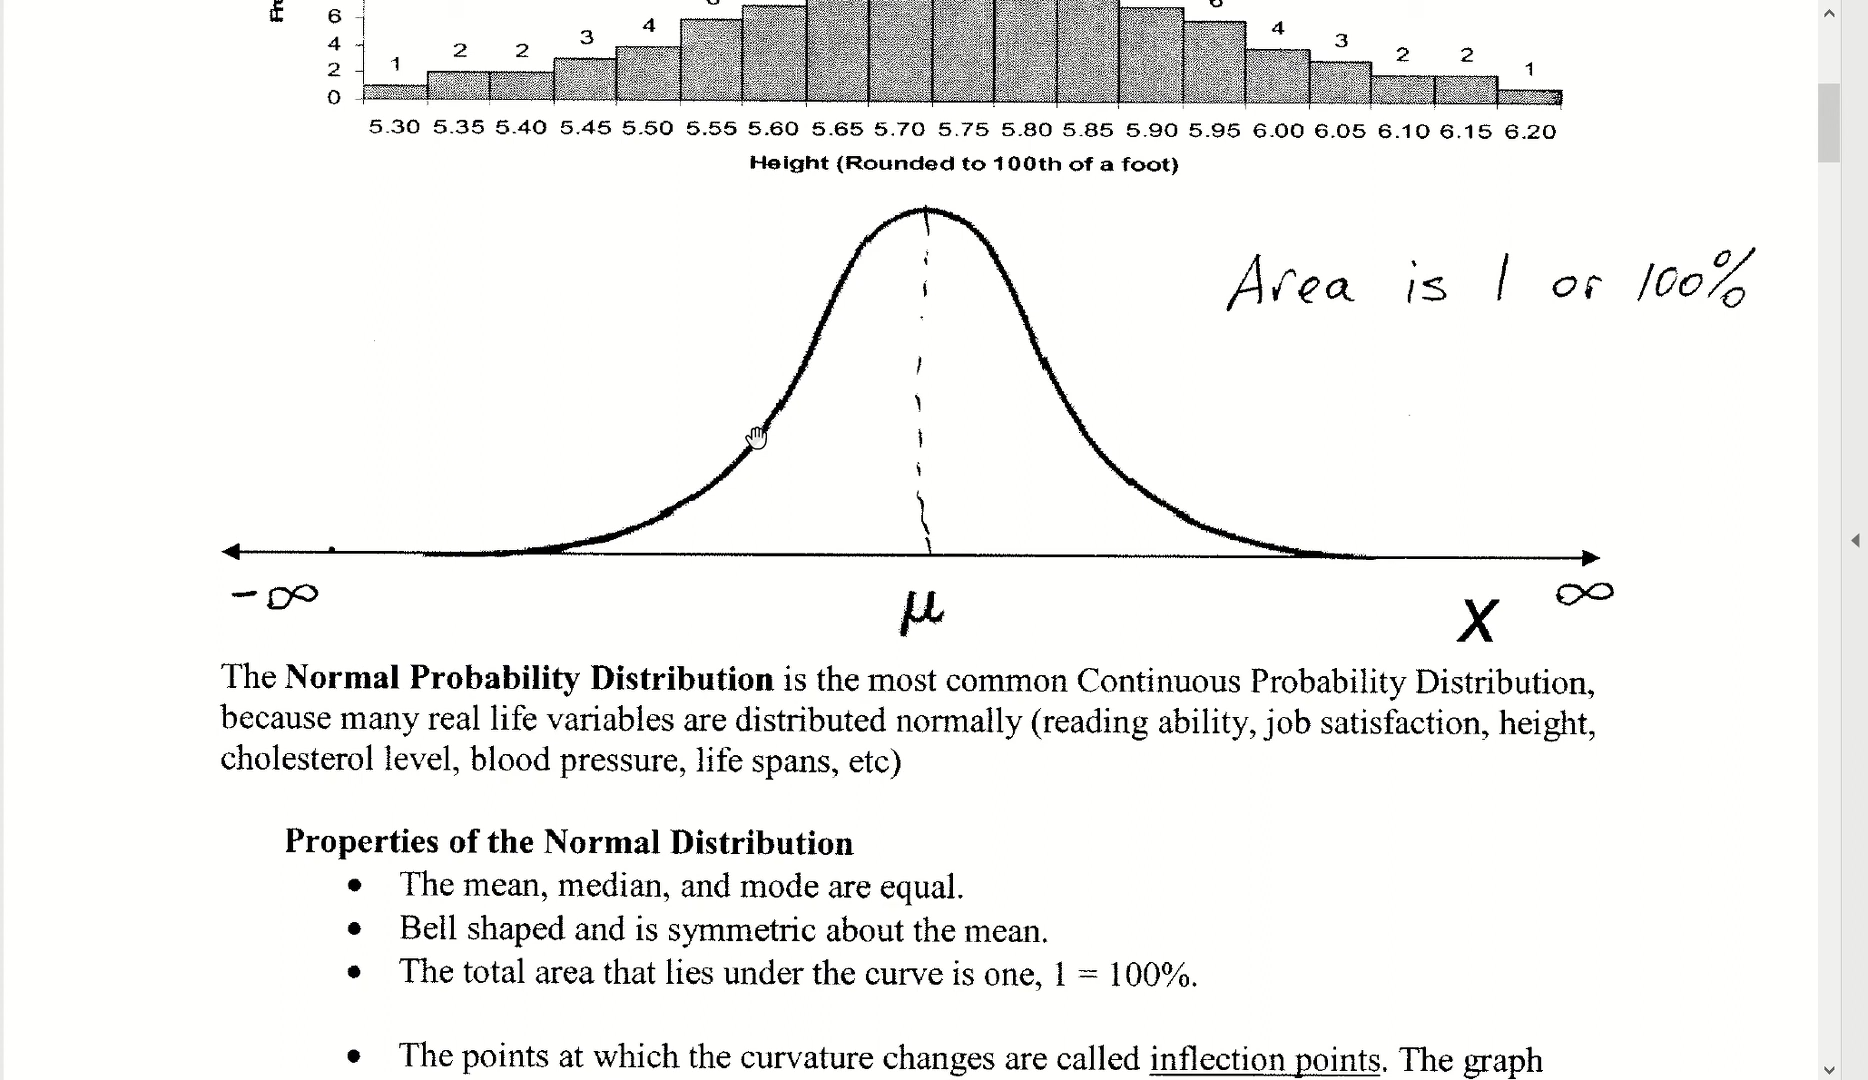 6
4
2
0
1 2 2 3 4 4 3 2 2 1
5.30 5.35 5.40 5.45 5.50 5.55 5.60 5.65 5.70 5.75 5.80 5.85 5.90 5.95 6.00 6.05 6.10 6.15 6.20
Height (Rounded to 100th of a foot)
Area is 1 or 100%
-∞ μ X ∞
The Normal Probability Distribution is the most common Continuous Probability Distribution,
because many real life variables are distributed normally (reading ability, job satisfaction, height,
cholesterol level, blood pressure, life spans, etc)
Properties of the Normal Distribution
• The mean, median, and mode are equal.
• Bell shaped and is symmetric about the mean.
• The total area that lies under the curve is one, 1 = 100%.
• The points at which the curvature changes are called inflection points. The graph